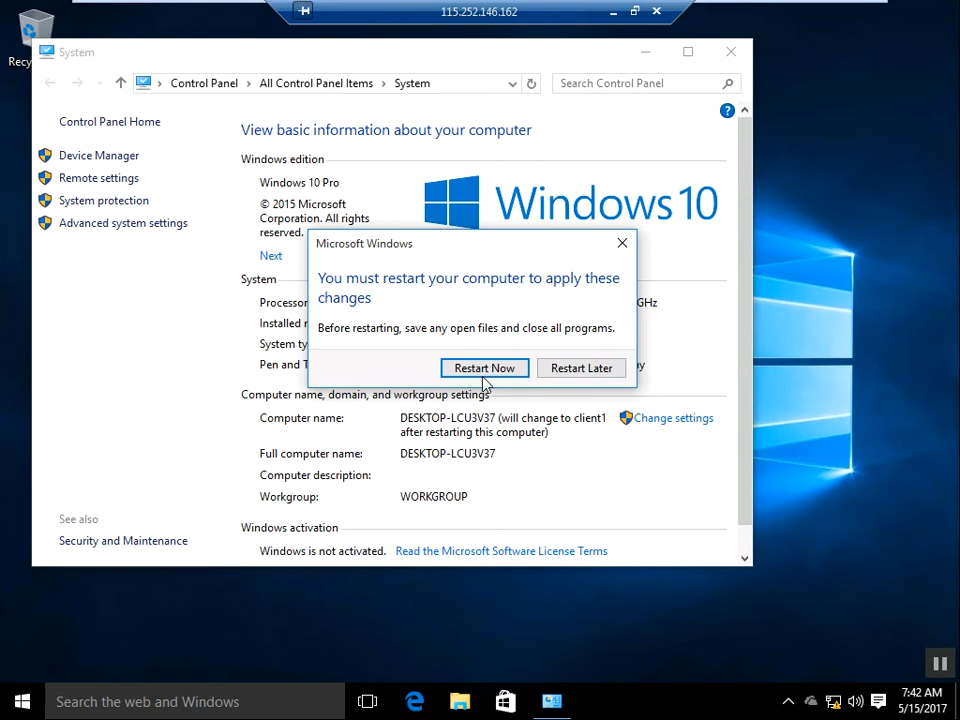 115.252.146.162
Recy
System
Control Panel
All Control Panel Items
System
Search Control Panel
Control Panel Home
Device Manager
Remote settings
System protection
Advanced system settings
See also
Security and Maintenance
View basic information about your computer
Windows edition
Windows 10 Pro
© 2015 Microsoft
Corporation. All rights
reserved.
Windows 10
Next
System
Processor
GHz
Installed
System ty
Pen and T
Microsoft Windows
You must restart your computer to apply these
changes
Before restarting, save any open files and close all programs.
Restart Now
Restart Later
Computer name, domain, and workgroup settings
Computer name:
DESKTOP-LCU3V37 (will change to client1
after restarting this computer)
Change settings
Full computer name:
DESKTOP-LCU3V37
Computer description:
Workgroup:
WORKGROUP
Windows activation
Windows is not activated. Read the Microsoft Software License Terms
Search the web and Windows
7:42 AM
5/15/2017